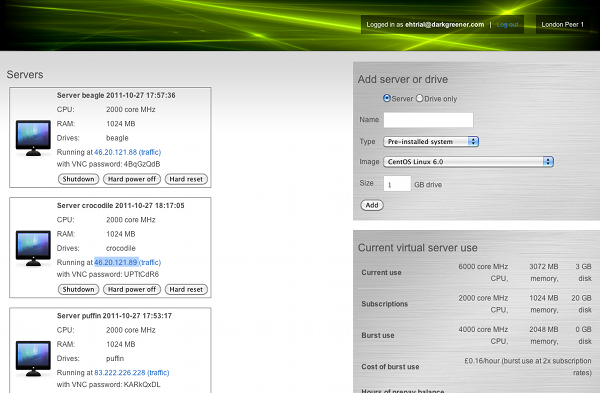 Logged in as ehtrial@darkgreener.com | Log out London Peer 1
Servers
Server beagle 2011-10-27 17:57:36
CPU: 2000 core MHz
RAM: 1024 MB
Drives: beagle
Running at 46.20.121.88 (traffic)
with VNC password: 4BqGzQdB
Shutdown Hard power off Hard reset
Server crocodile 2011-10-27 18:17:05
CPU: 2000 core MHz
RAM: 1024 MB
Drives: crocodile
Running at 46.20.121.89 (traffic)
with VNC password: UPTtCdR6
Shutdown Hard power off Hard reset
Server puffin 2011-10-27 17:53:17
CPU: 2000 core MHz
RAM: 1024 MB
Drives: puffin
Running at 83.222.226.228 (traffic)
with VNC password: KARkQxDL
Add server or drive
Server Drive only
Name
Type Pre-installed system
Image CentOS Linux 6.0
Size 1 GB drive
Add
Current virtual server use
Current use 6000 core MHz CPU, 3072 MB memory, 3 GB disk
Subscriptions 2000 core MHz CPU, 1024 MB memory, 20 GB disk
Burst use 4000 core MHz CPU, 2048 MB memory, 0 GB disk
Cost of burst use £0.16/hour (burst use at 2x subscription rates)
Hours of prepay balance